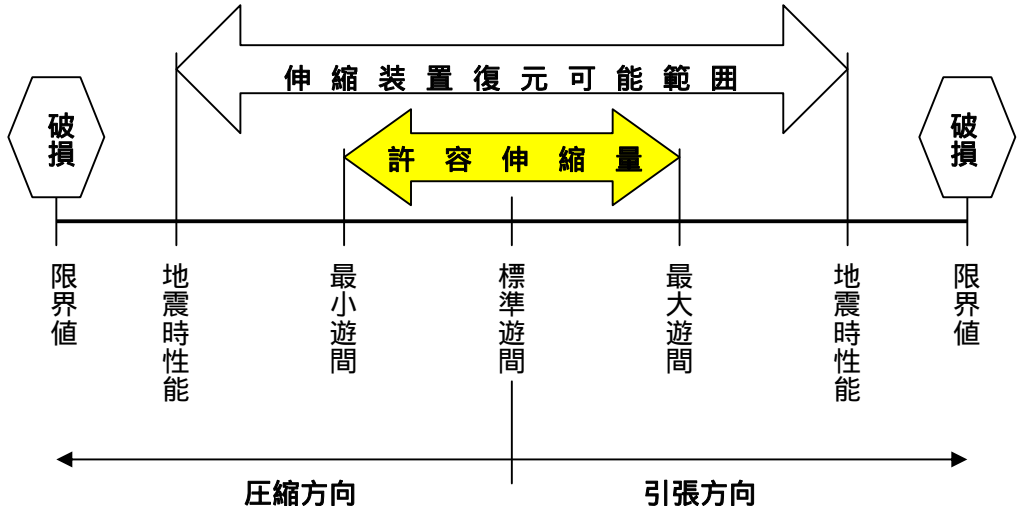 伸縮装置復元可能範囲
破損
許容伸縮量
破損
限界値
地震時性能
最小遊間
標準遊間
最大遊間
地震時性能
限界値
圧縮方向
引張方向